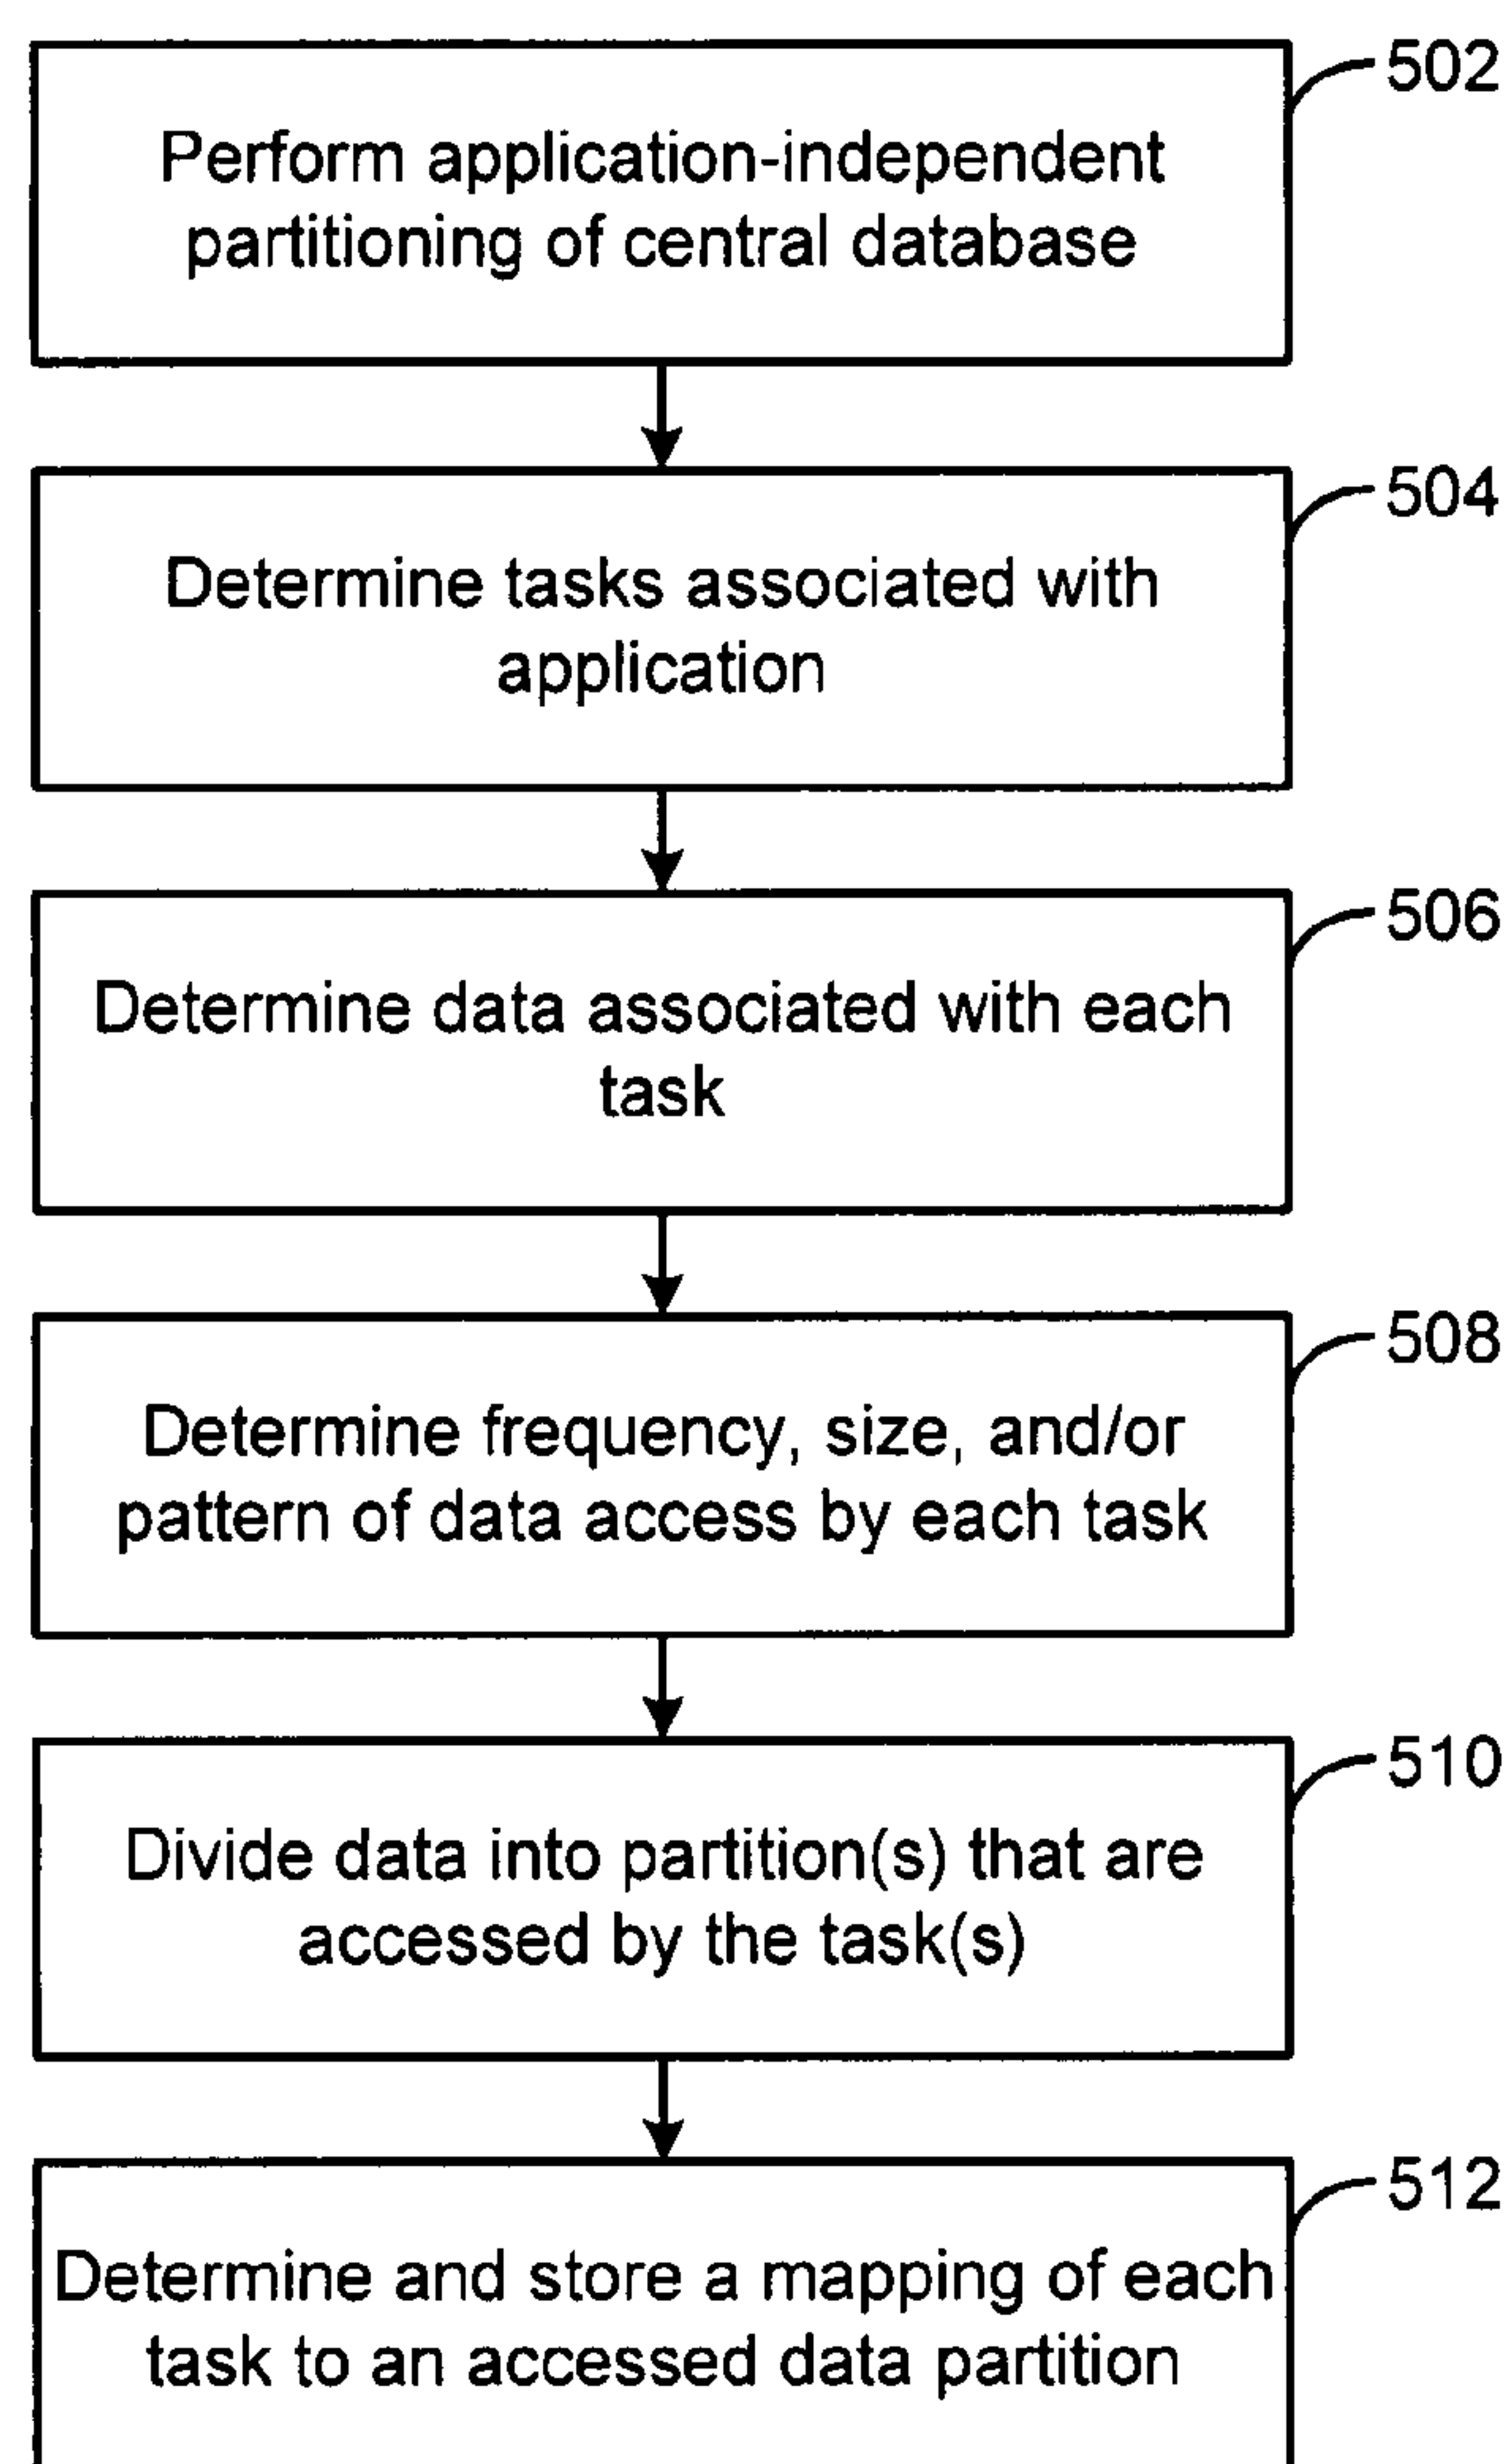 502
Perform application-independent
partitioning of central database
504
Determine tasks associated with
application
506
Determine data associated with each
task
508
Determine frequency, size, and/or
pattern of data access by each task
510
Divide data into partition(s) that are
accessed by the task(s)
512
Determine and store a mapping of each
task to an accessed data partition